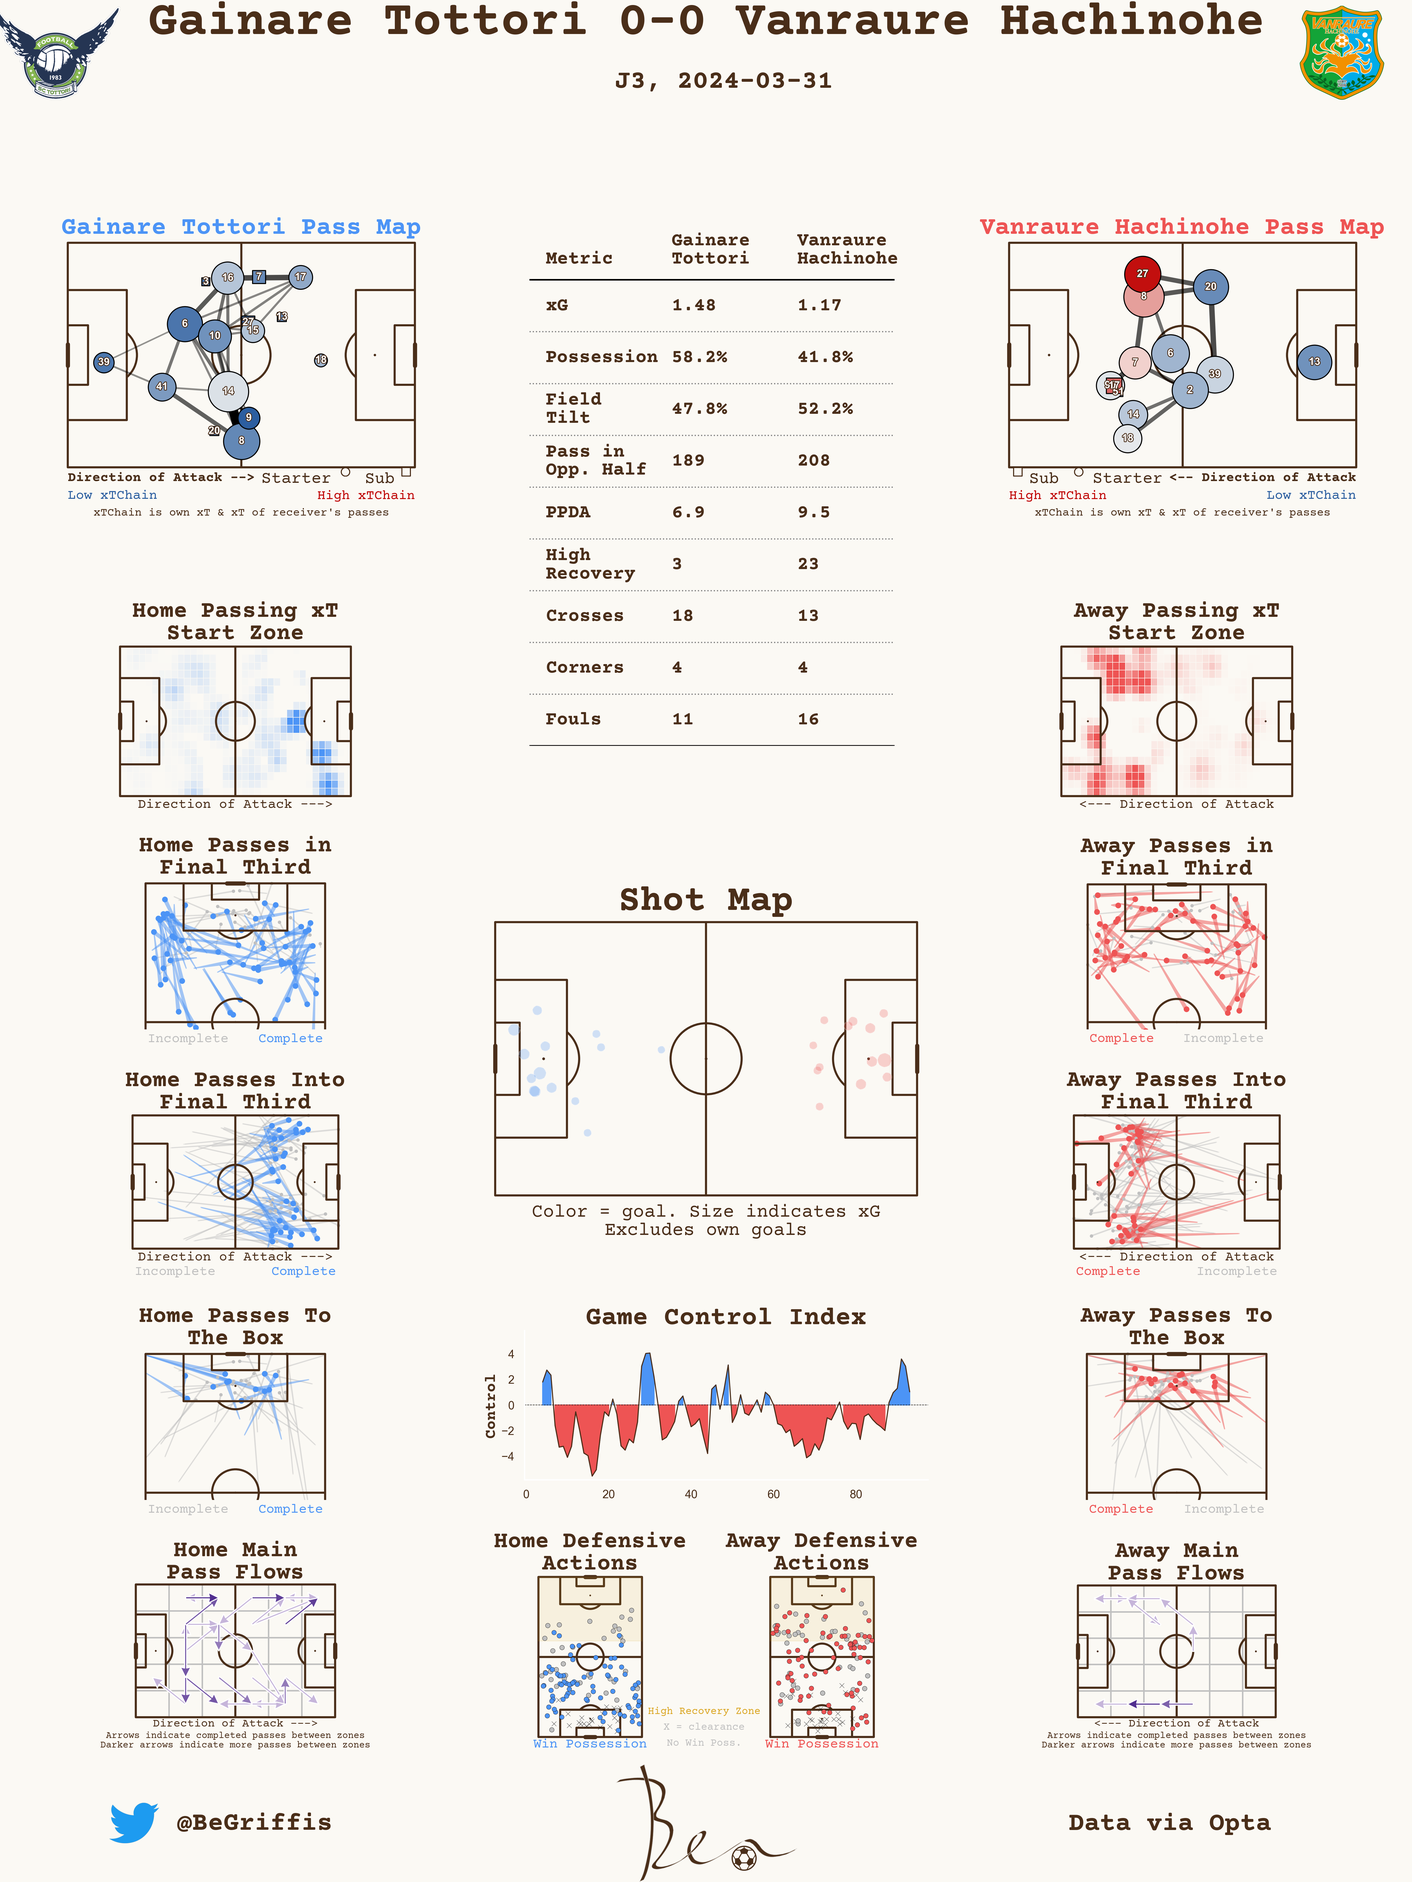 Gainare Tottori 0-0 Vanraure Hachinohe
J3, 2024-03-31
FOOTBALL
1983
SC TOTTORI
VANRAURE
HACHINOHE
Gainare Tottori Pass Map
3
16
7
17
6
10
27
15
13
39
18
41
14
9
20
8
Direction of Attack --> Starter Sub
Low xTChain High xTChain
xTChain is own xT & xT of receiver's passes
Metric Gainare Tottori Vanraure Hachinohe
xG 1.48 1.17
Possession 58.2% 41.8%
Field Tilt 47.8% 52.2%
Pass in Opp. Half 189 208
PPDA 6.9 9.5
High Recovery 3 23
Crosses 18 13
Corners 4 4
Fouls 11 16
Vanraure Hachinohe Pass Map
27
8
20
6
7
13
39
17
2
14
18
Sub Starter <-- Direction of Attack
High xTChain Low xTChain
xTChain is own xT & xT of receiver's passes
Home Passing xT
Start Zone
Direction of Attack --->
Away Passing xT
Start Zone
<--- Direction of Attack
Home Passes in
Final Third
Incomplete Complete
Away Passes in
Final Third
Complete Incomplete
Shot Map
Color = goal. Size indicates xG
Excludes own goals
Home Passes Into
Final Third
Direction of Attack --->
Incomplete Complete
Away Passes Into
Final Third
<--- Direction of Attack
Complete Incomplete
Home Passes To
The Box
Incomplete Complete
Game Control Index
Control
4
2
0
−2
−4
0 20 40 60 80
Away Passes To
The Box
Complete Incomplete
Home Main
Pass Flows
Direction of Attack --->
Arrows indicate completed passes between zones
Darker arrows indicate more passes between zones
Home Defensive
Actions
Win Possession
High Recovery Zone
X = clearance
No Win Poss.
Away Defensive
Actions
Win Possession
Away Main
Pass Flows
<--- Direction of Attack
Arrows indicate completed passes between zones
Darker arrows indicate more passes between zones
@BeGriffis
Ben
Data via Opta